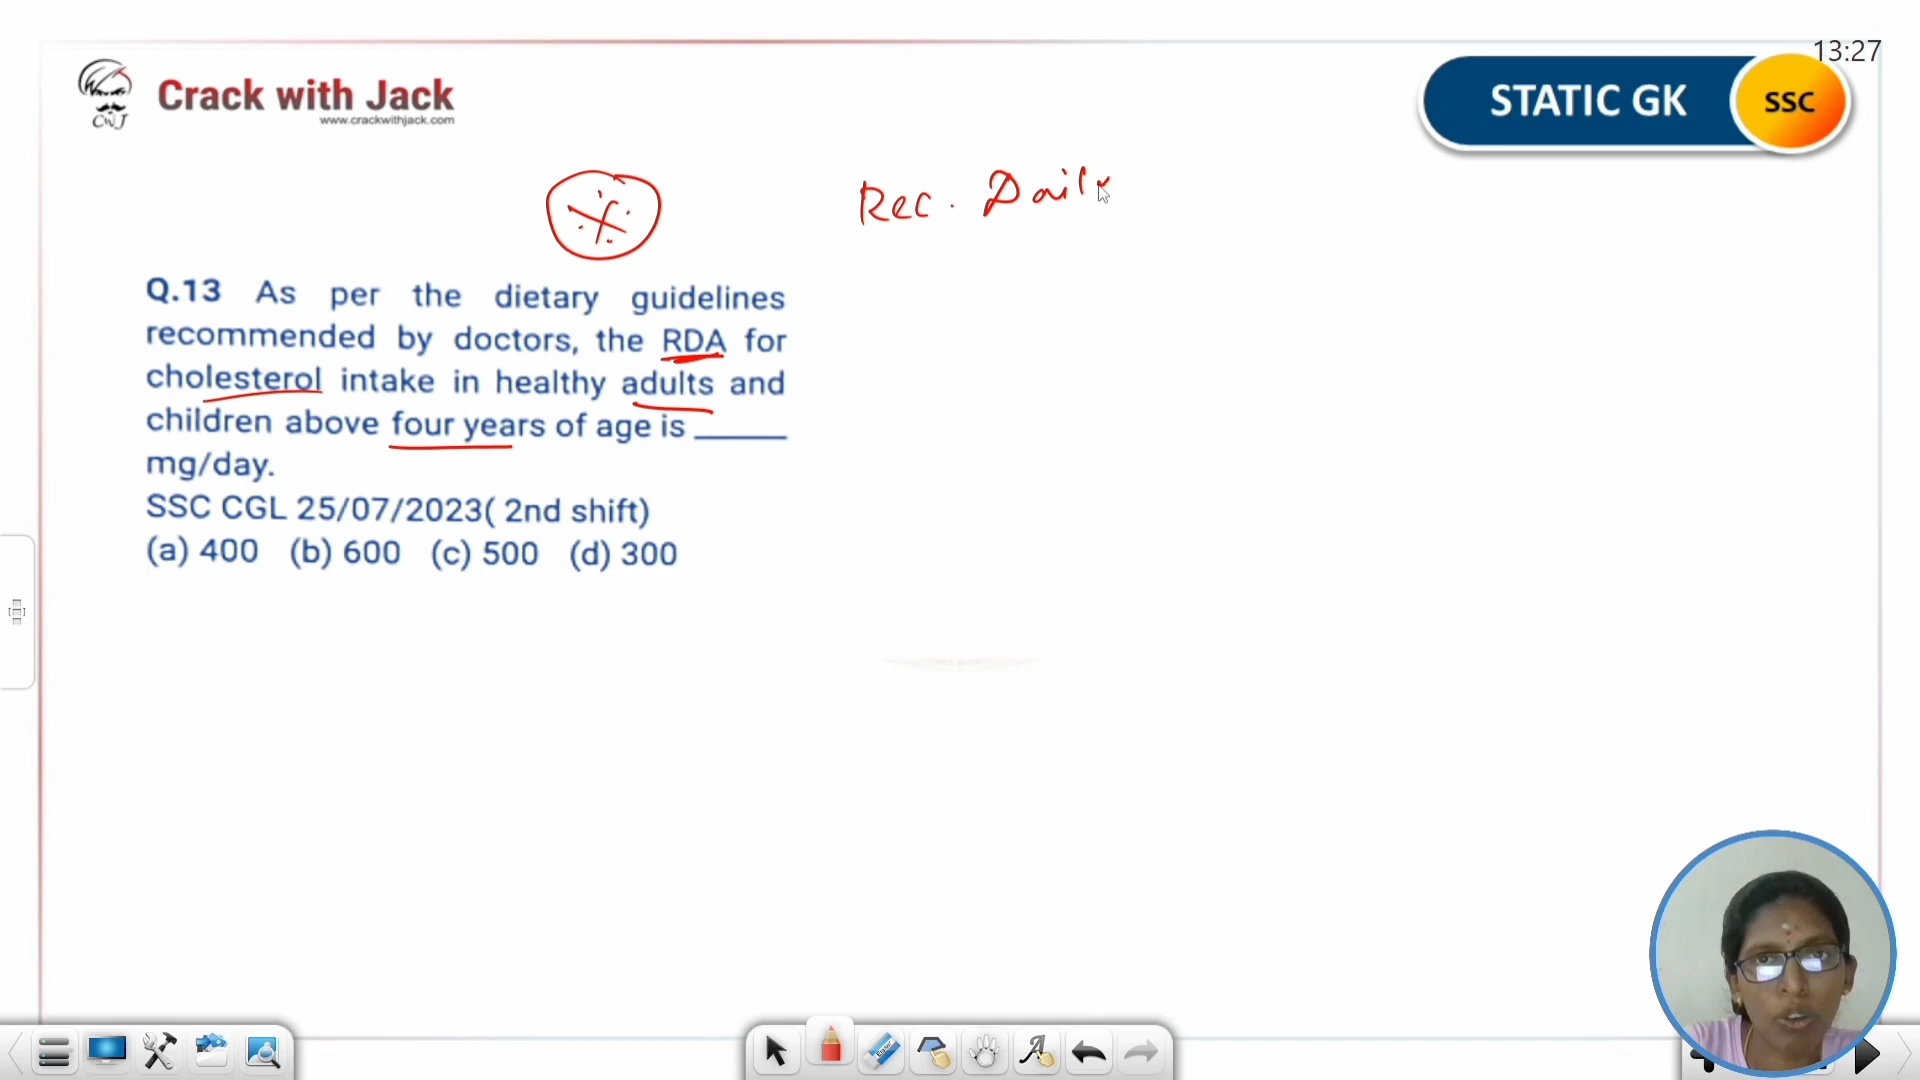 13:27
Crack with Jack
www.crackwithjack.com
CWJ
STATIC GK
SSC
Rec. Daily
Q.13 As per the dietary guidelines
recommended by doctors, the RDA for
cholesterol intake in healthy adults and
children above four years of age is ______
mg/day.
SSC CGL 25/07/2023( 2nd shift)
(a) 400 (b) 600 (c) 500 (d) 300